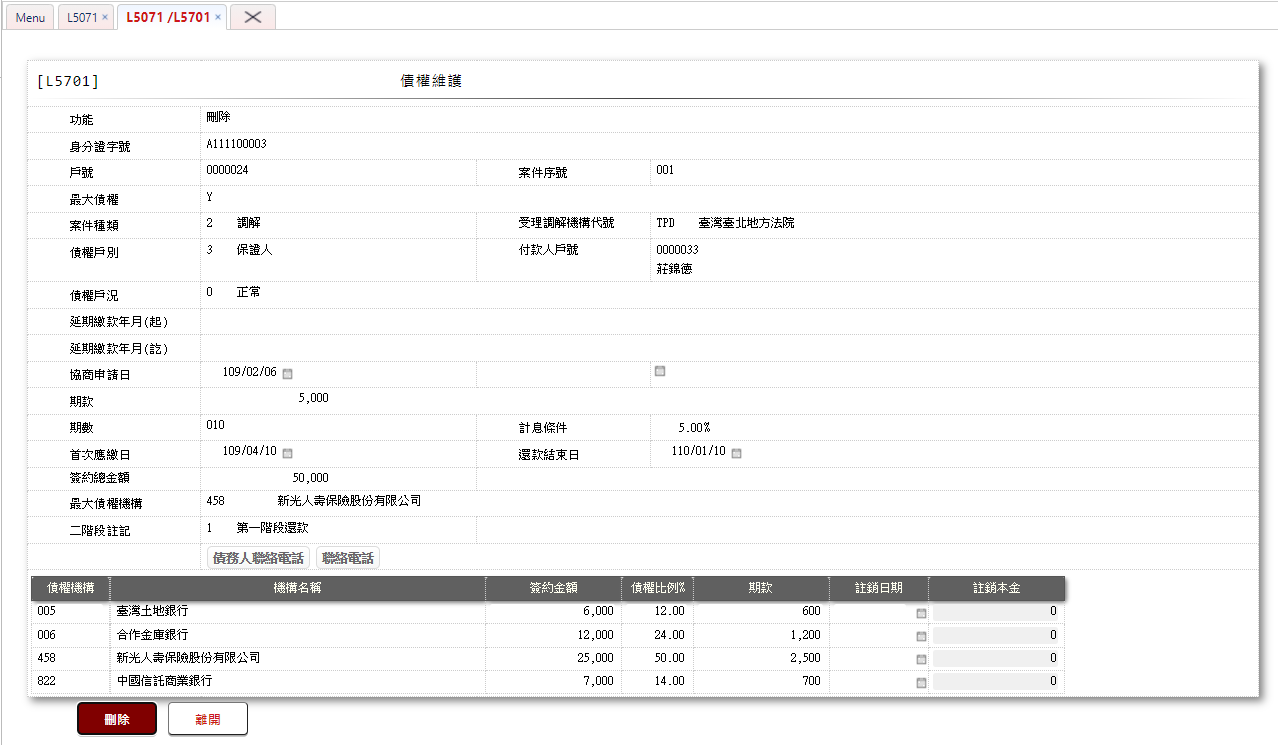 Menu L5071 × L5071 /L5701 ×
[L5701] 債權維護
功能 刪除
身分證字號 A111100003
戶號 0000024 案件序號 001
最大債權 Y
案件種類 2 調解 受理調解機構代號 TPD 臺灣臺北地方法院
債權戶別 3 保證人 付款人戶號 0000033
莊錦德
債權戶況 0 正常
延期繳款年月(起)
延期繳款年月(訖)
協商申請日 109/02/06
期款 5,000
期數 010 計息條件 5.00%
首次應繳日 109/04/10 還款結束日 110/01/10
簽約總金額 50,000
最大債權機構 458 新光人壽保險股份有限公司
二階段註記 1 第一階段還款
債務人聯絡電話 聯絡電話
債權機構 機構名稱 簽約金額 債權比例% 期款 註銷日期 註銷本金
005 臺灣土地銀行 6,000 12.00 600 0
006 合作金庫銀行 12,000 24.00 1,200 0
458 新光人壽保險股份有限公司 25,000 50.00 2,500 0
822 中國信託商業銀行 7,000 14.00 700 0
刪除 離開